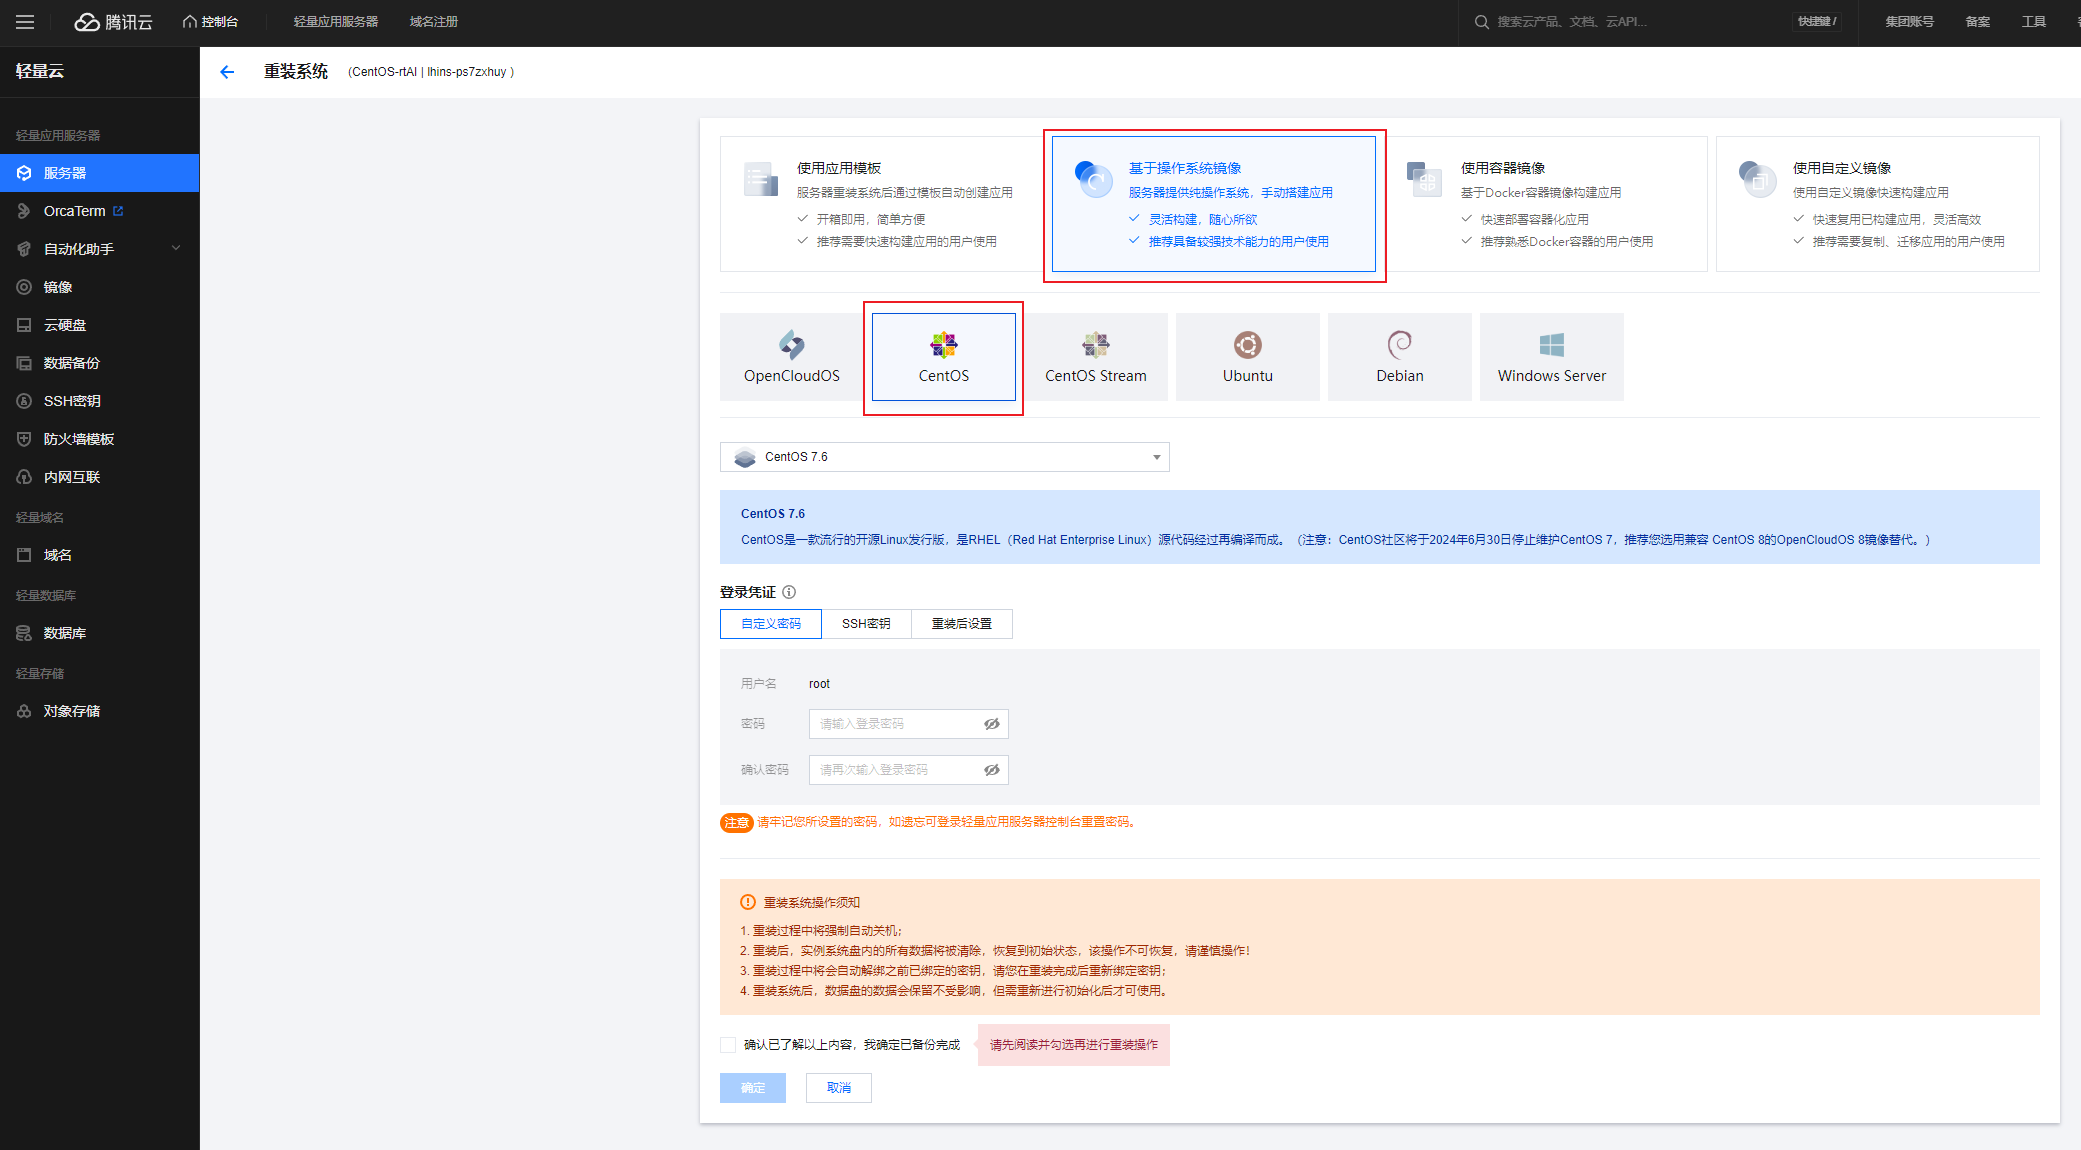 腾讯云
控制台
轻量应用服务器
域名注册
搜索云产品、文档、云API...
快捷键 /
集团账号
备案
工具
轻量云
重装系统
(CentOS-rtAI | lhins-ps7zxhuy )
轻量应用服务器
服务器
OrcaTerm
自动化助手
镜像
云硬盘
数据备份
SSH密钥
防火墙模板
内网互联
轻量域名
域名
轻量数据库
数据库
轻量存储
对象存储
使用应用模板
服务器重装系统后通过模板自动创建应用
开箱即用，简单方便
推荐需要快速构建应用的用户使用
基于操作系统镜像
服务器提供纯操作系统，手动搭建应用
灵活构建，随心所欲
推荐具备较强技术能力的用户使用
使用容器镜像
基于Docker容器镜像构建应用
快速部署容器化应用
推荐熟悉Docker容器的用户使用
使用自定义镜像
使用自定义镜像快速构建应用
快速复用已构建应用，灵活高效
推荐需要复制、迁移应用的用户使用
OpenCloudOS
CentOS
CentOS Stream
Ubuntu
Debian
Windows Server
CentOS 7.6
CentOS 7.6
CentOS是一款流行的开源Linux发行版，是RHEL（Red Hat Enterprise Linux）源代码经过再编译而成。（注意：CentOS社区将于2024年6月30日停止维护CentOS 7，推荐您选用兼容 CentOS 8的OpenCloudOS 8镜像替代。）
登录凭证
自定义密码
SSH密钥
重装后设置
用户名
root
密码
请输入登录密码
确认密码
请再次输入登录密码
注意 请牢记您所设置的密码，如遗忘可登录轻量应用服务器控制台重置密码。
重装系统操作须知
1. 重装过程中将强制自动关机；
2. 重装后，实例系统盘内的所有数据将被清除，恢复到初始状态，该操作不可恢复，请谨慎操作！
3. 重装过程中将会自动解绑之前已绑定的密钥，请您在重装完成后重新绑定密钥；
4. 重装系统后，数据盘的数据会保留不受影响，但需重新进行初始化后才可使用。
确认已了解以上内容，我确定已备份完成
请先阅读并勾选再进行重装操作
确定
取消